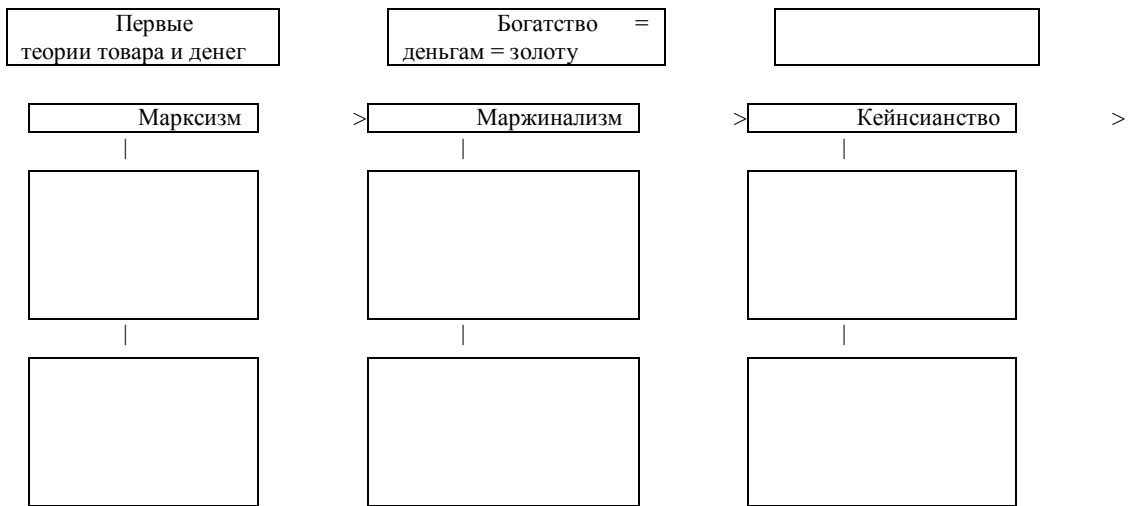 Первые
теории товара и денег
Богатство =
деньгам = золоту
Марксизм > Маржинализм > Кейнсианство >